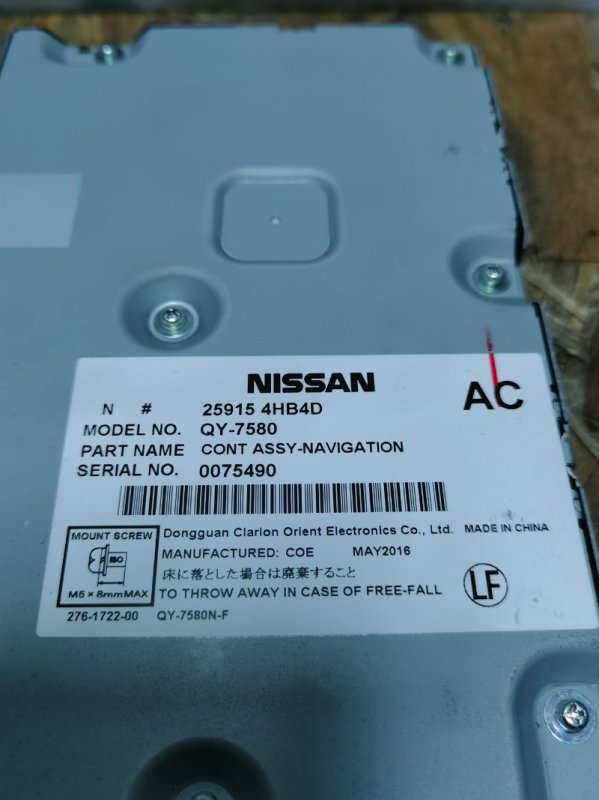 NISSAN
AC
N # 25915 4HB4D
MODEL NO. QY-7580
PART NAME CONT ASSY-NAVIGATION
SERIAL NO. 0075490
MOUNT SCREW
ISO
M5×8mmMAX
Dongguan Clarion Orient Electronics Co., Ltd. MADE IN CHINA
MANUFACTURED: COE MAY2016
床に落とした場合は廃棄すること
TO THROW AWAY IN CASE OF FREE-FALL
LF
276-1722-00 QY-7580N-F